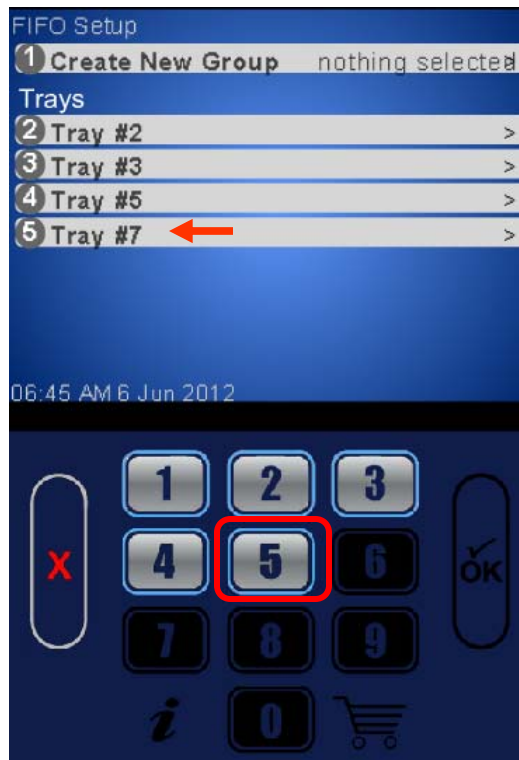 FIFO Setup
1 Create New Group nothing selected
Trays
2 Tray #2 >
3 Tray #3 >
4 Tray #5 >
5 Tray #7 >
06:45 AM 6 Jun 2012
1 2 3
X 4 5 6 OK
7 8 9
i 0